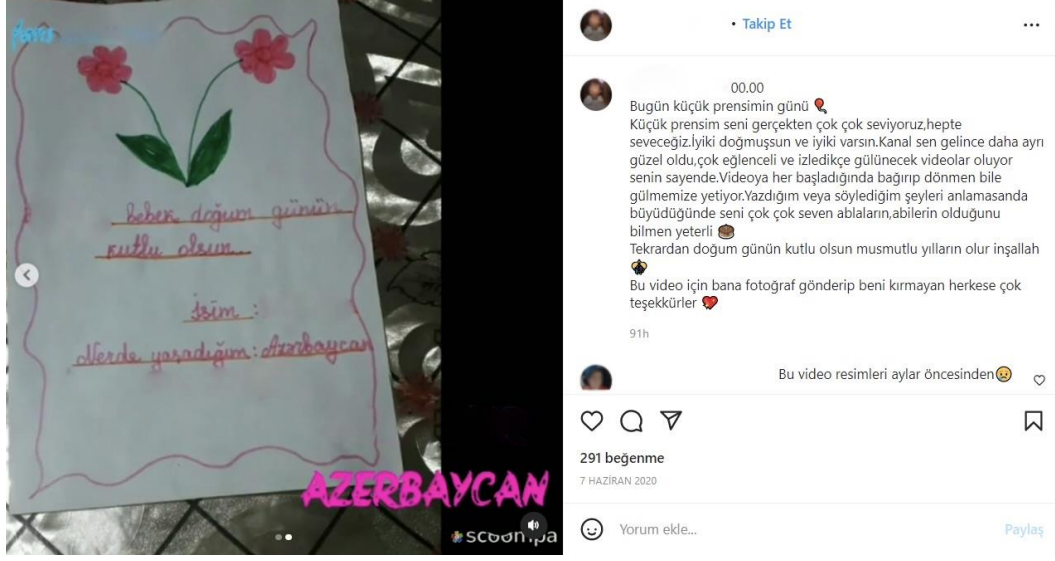 Bebek doğum günün
kutlu olsun
İsim :
Nerde yaşadığım : Azərbaycan
AZERBAYCAN
scoompa
• Takip Et
00.00
Bugün küçük prensimin günü
Küçük prensim seni gerçekten çok çok seviyoruz,hepte
seveceğiz.İyiki doğmuşsun ve iyiki varsın.Kanal sen gelince daha ayrı
güzel oldu,çok eğlenceli ve izledikçe gülünecek videolar oluyor
senin sayende.Videoya her başladığında bağırıp dönmen bile
gülmemize yetiyor.Yazdığım veya söylediğim şeyleri anlamasanda
büyüdüğünde seni çok çok seven ablaların,abilerin olduğunu
bilmen yeterli
Tekrardan doğum günün kutlu olsun musmutlu yılların olur inşallah
Bu video için bana fotoğraf gönderip beni kırmayan herkese çok
teşekkürler
91h
Bu video resimleri aylar öncesinden
291 beğenme
7 HAZİRAN 2020
Yorum ekle...
Paylaş